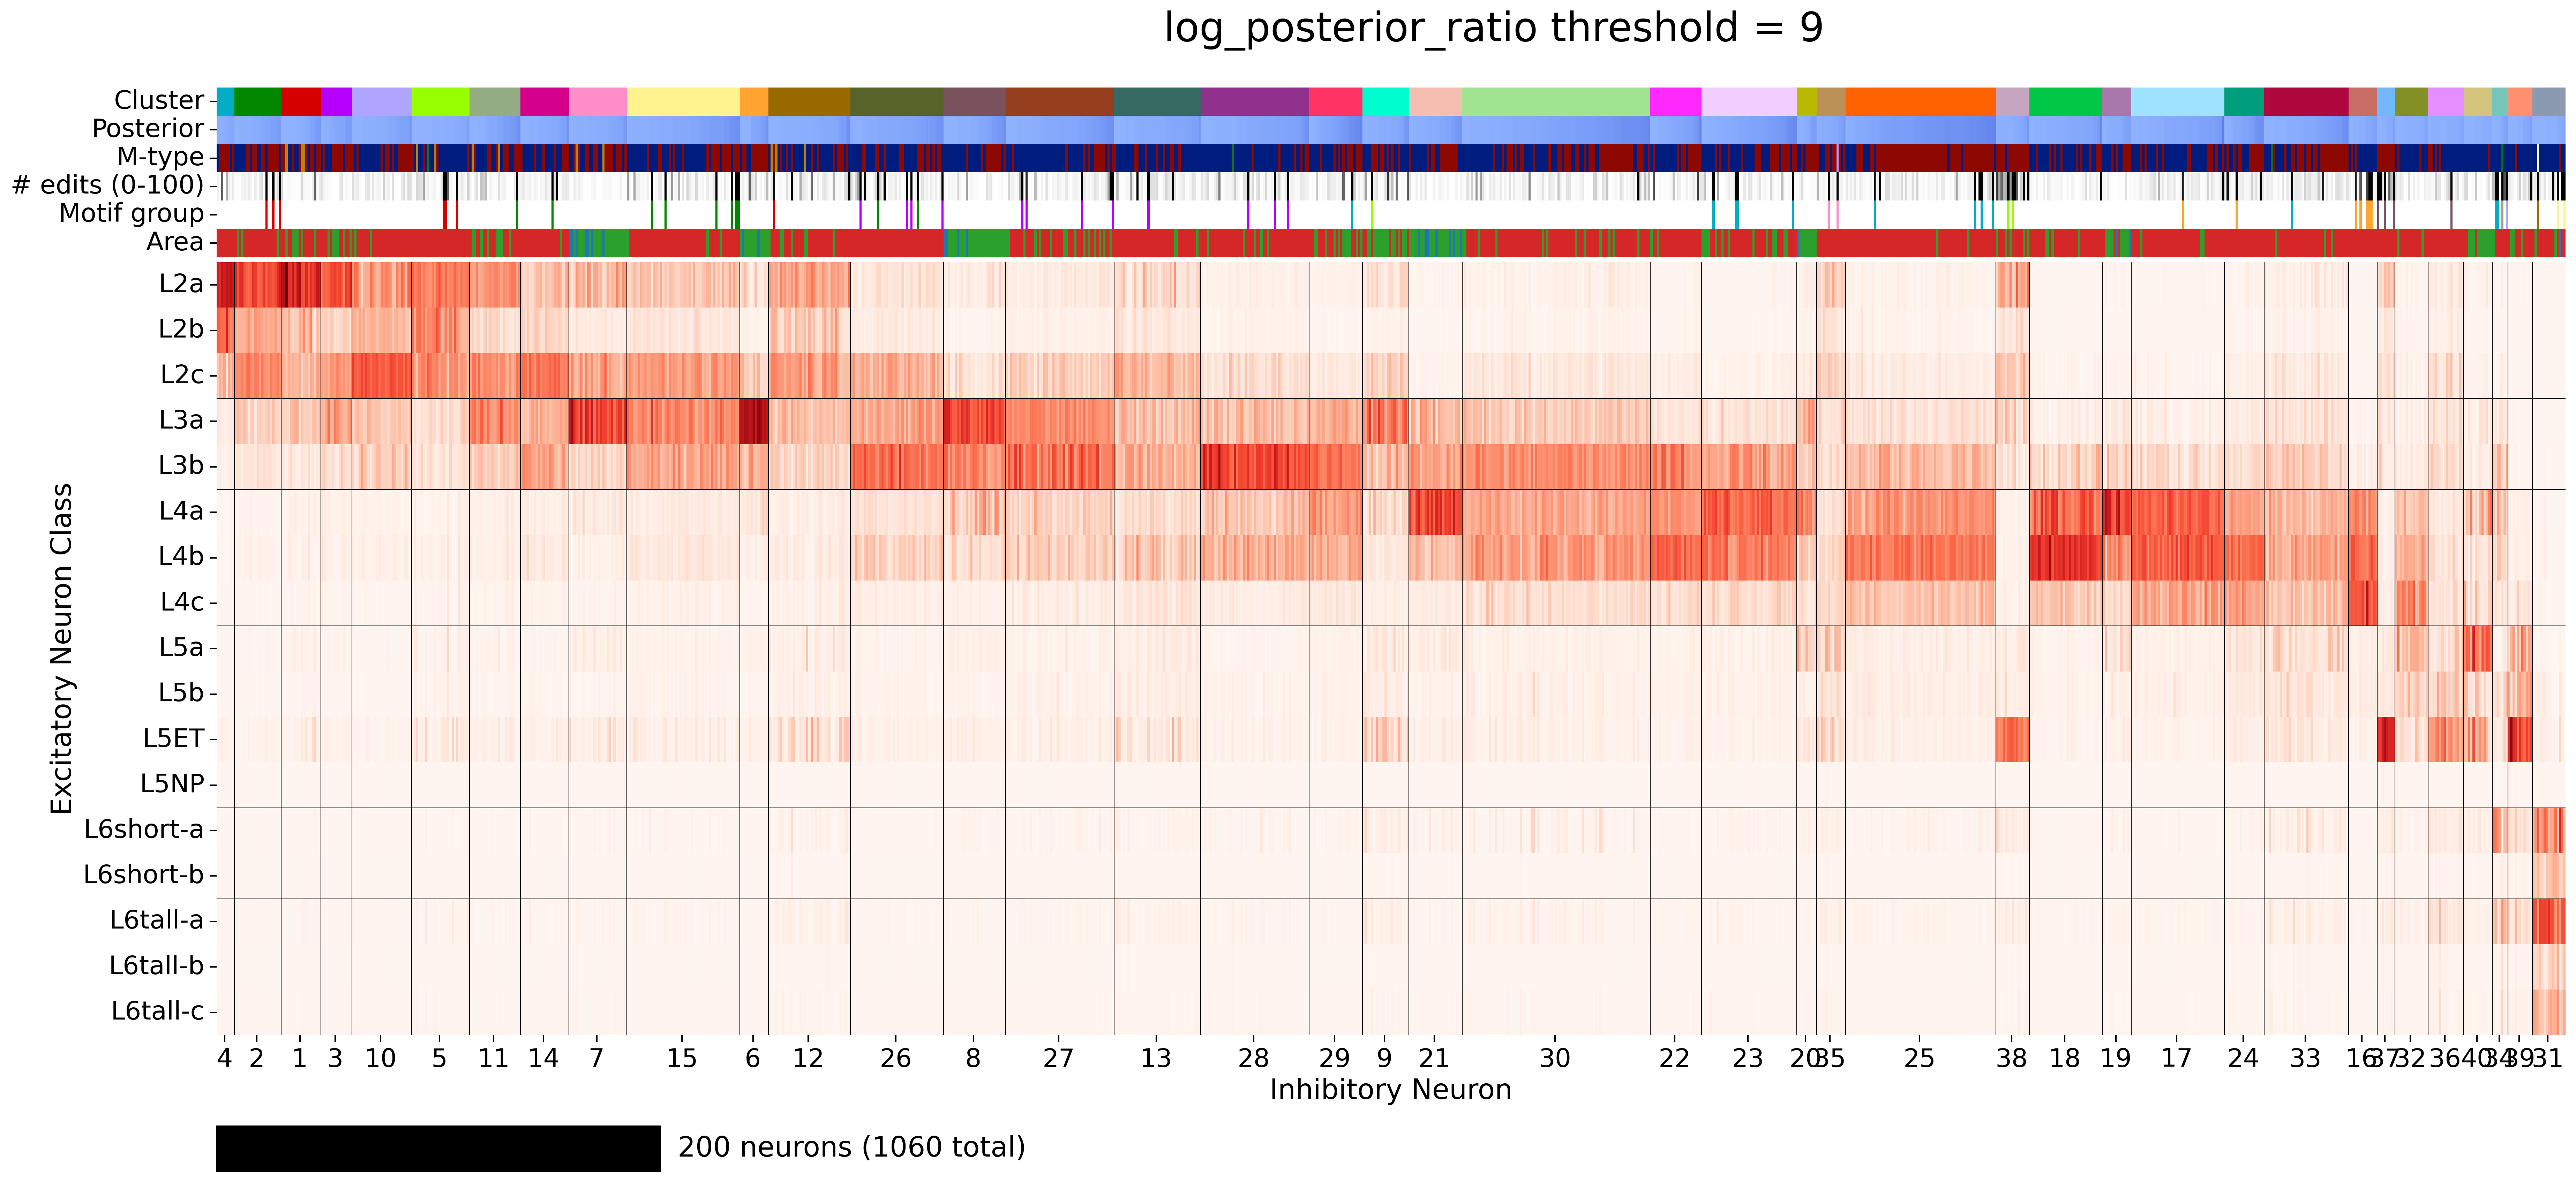 log_posterior_ratio threshold = 9
Cluster
Posterior
M-type
# edits (0-100)
Motif group
Area
L2a
L2b
L2c
L3a
L3b
L4a
L4b
L4c
L5a
L5b
L5ET
L5NP
L6short-a
L6short-b
L6tall-a
L6tall-b
L6tall-c
Excitatory Neuron Class
4 2 1 3 10 5 11 14 7 15 6 12 26 8 27 13 28 29 9 21 30 22 23 20 35 25 38 18 19 17 24 33 16 37 32 36 40 34 39 31
Inhibitory Neuron
200 neurons (1060 total)